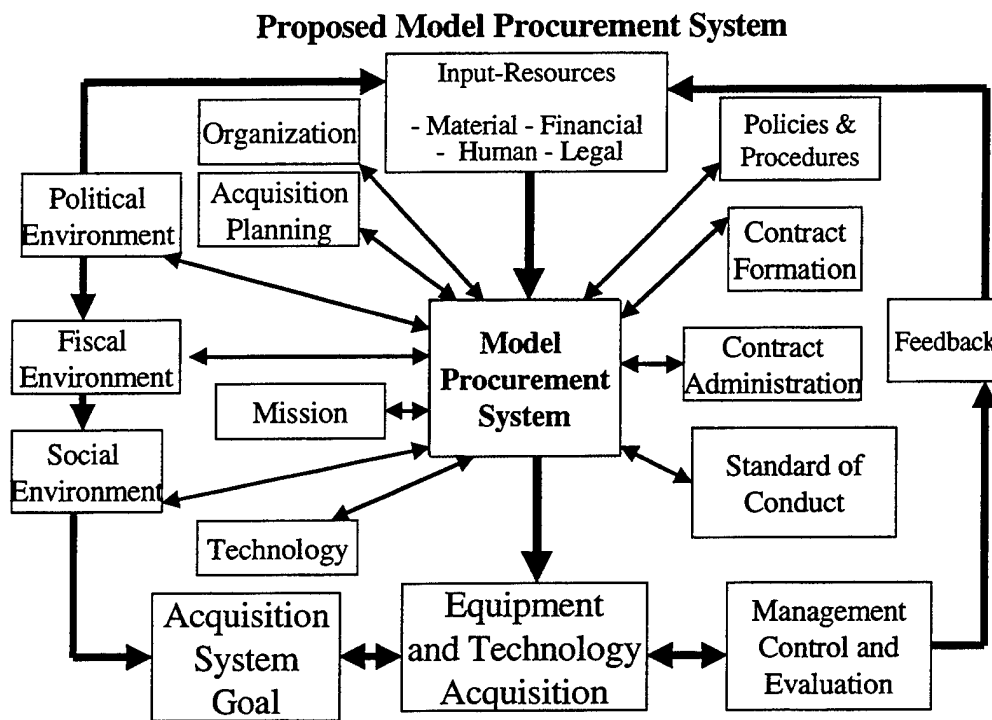 Proposed Model Procurement System
Input-Resources
- Material - Financial
- Human - Legal
Organization
Policies &
Procedures
Political
Environment
Acquisition
Planning
Contract
Formation
Fiscal
Environment
Model
Procurement
System
Contract
Administration
Feedback
Mission
Social
Environment
Standard of
Conduct
Technology
Acquisition
System
Goal
Equipment
and Technology
Acquisition
Management
Control and
Evaluation